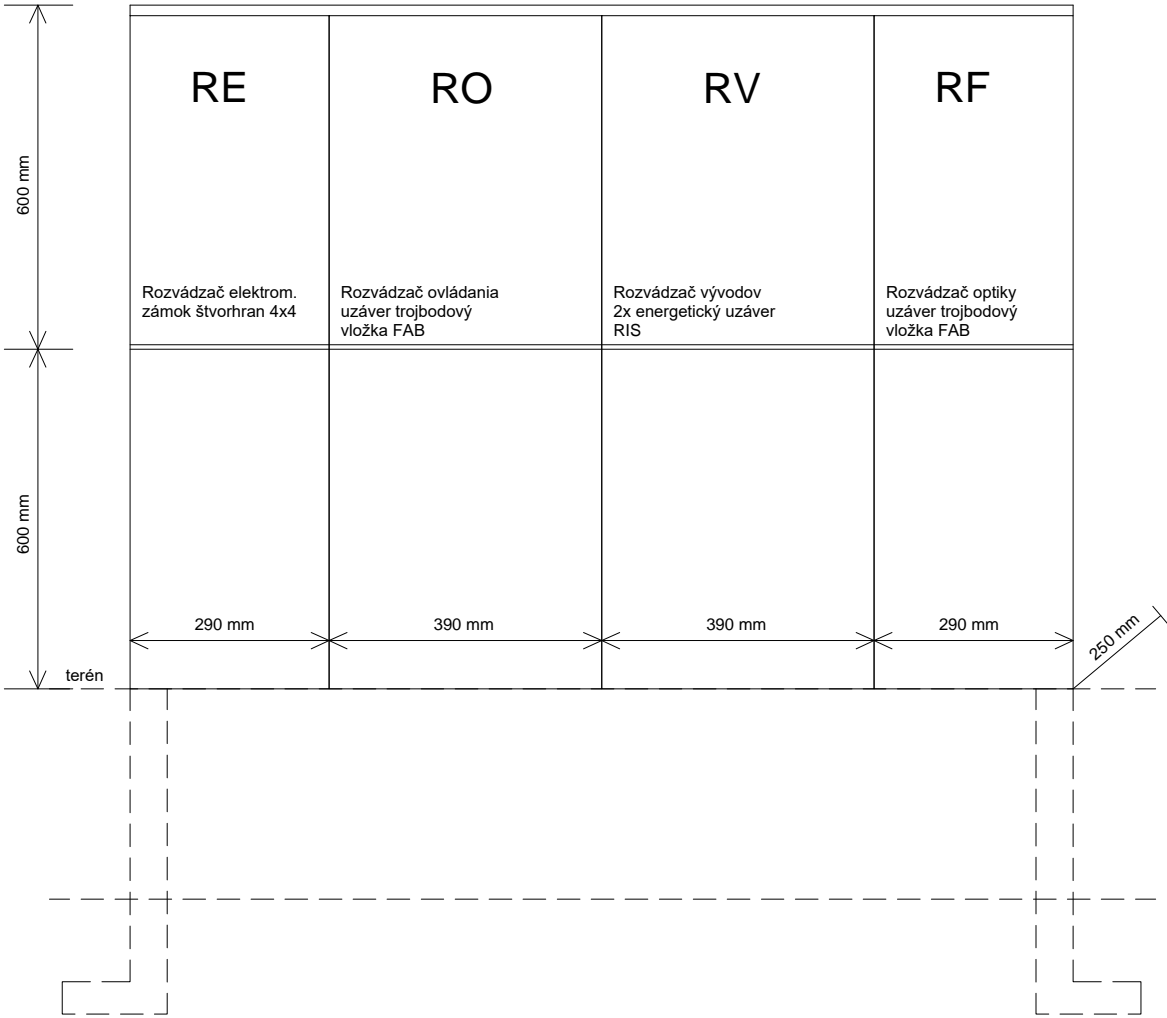 RE
RO
RV
RF
600 mm
Rozvádzač elektrom.
zámok štvorhran 4x4
Rozvádzač ovládania
uzáver trojbodový
vložka FAB
Rozvádzač vývodov
2x energetický uzáver
RIS
Rozvádzač optiky
uzáver trojbodový
vložka FAB
600 mm
290 mm
390 mm
390 mm
290 mm
250 mm
terén